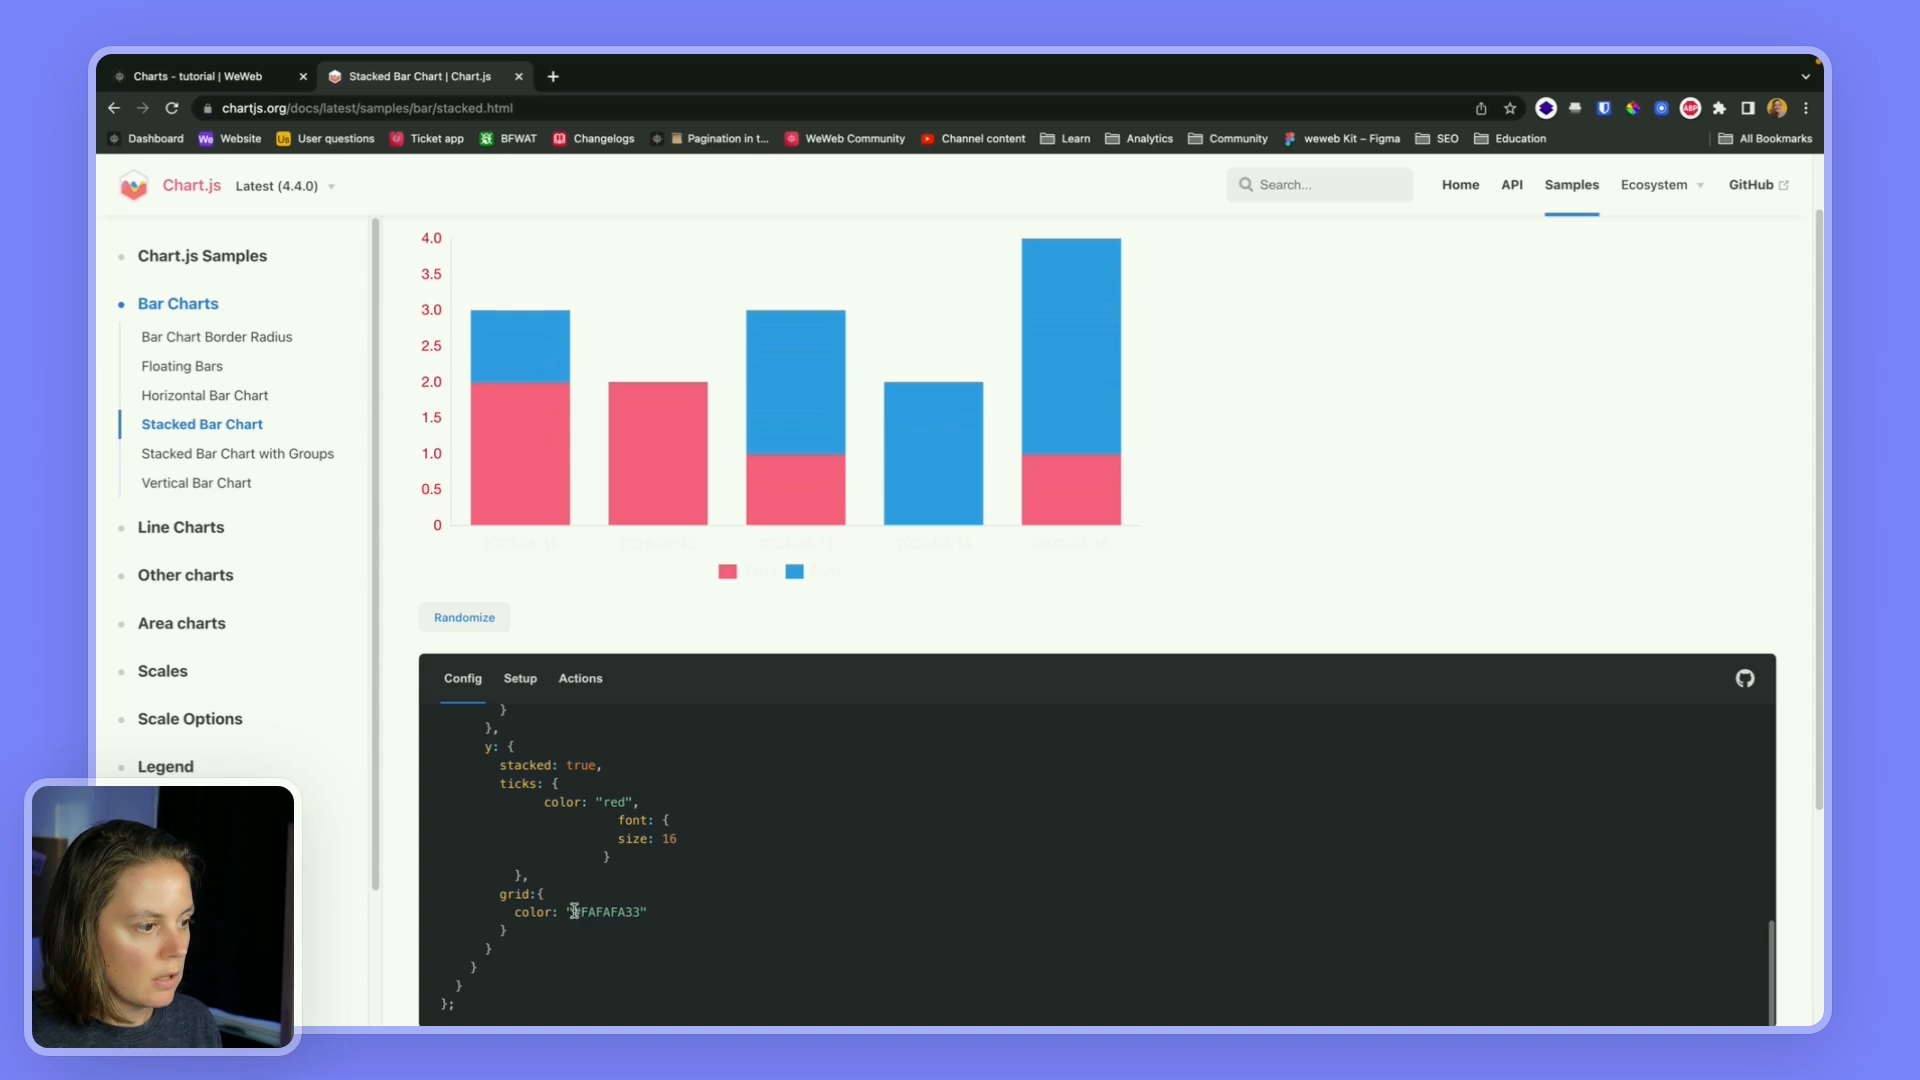 Charts - tutorial | WeWeb
Stacked Bar Chart | Chart.js
chartjs.org/docs/latest/samples/bar/stacked.html
Dashboard
We Website
Us User questions
Ticket app
BFWAT
Changelogs
Pagination in t...
WeWeb Community
Channel content
Learn
Analytics
Community
weweb Kit – Figma
SEO
Education
All Bookmarks
ABP
Chart.js
Latest (4.4.0)
Search...
Home
API
Samples
Ecosystem
GitHub
Chart.js Samples
Bar Charts
Bar Chart Border Radius
Floating Bars
Horizontal Bar Chart
Stacked Bar Chart
Stacked Bar Chart with Groups
Vertical Bar Chart
Line Charts
Other charts
Area charts
Scales
Scale Options
Legend
4.0
3.5
3.0
2.5
2.0
1.5
1.0
0.5
0
Randomize
Config
Setup
Actions
}
},
y: {
stacked: true,
ticks: {
color: "red",
font: {
size: 16
}
},
grid:{
color: "#FAFAFA33"
}
}
}
}
};